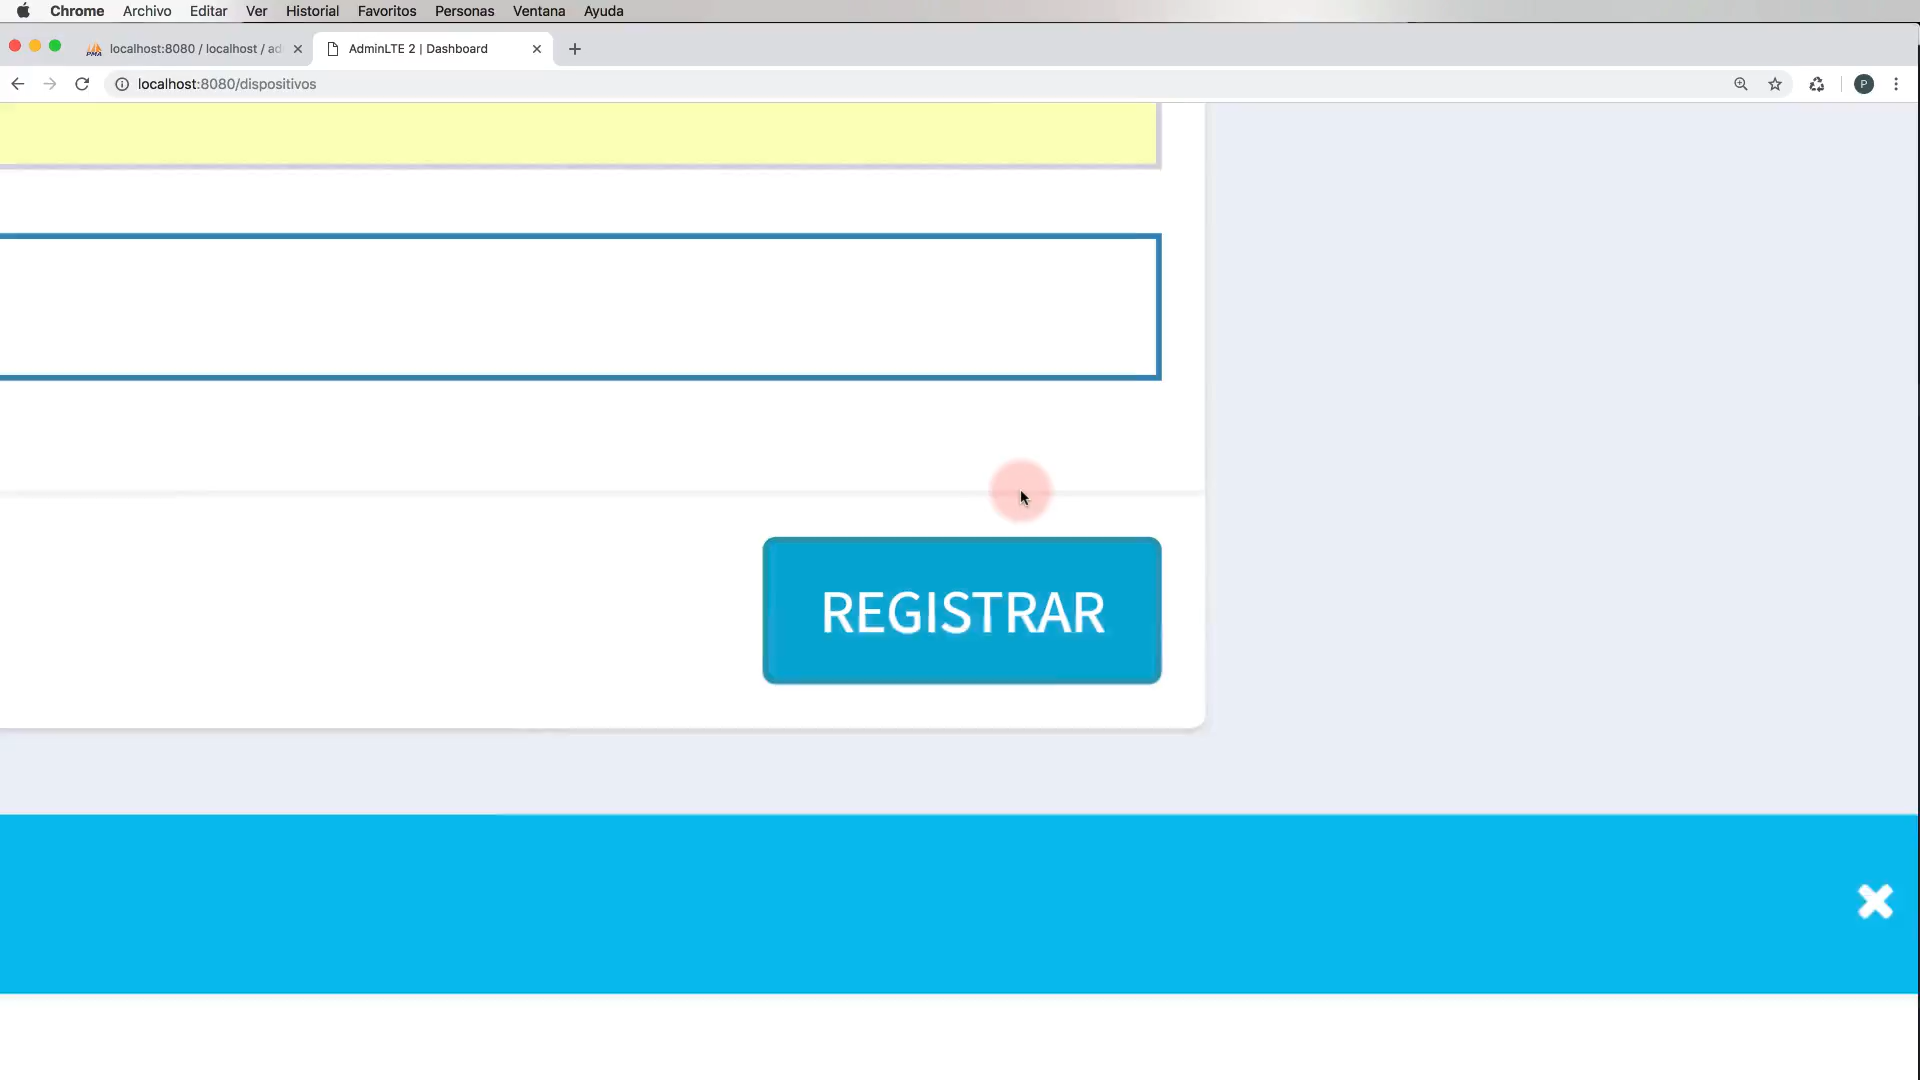 Chrome Archivo Editar Ver Historial Favoritos Personas Ventana Ayuda
PMA localhost:8080 / localhost / ad
AdminLTE 2 | Dashboard
localhost:8080/dispositivos
P
REGISTRAR